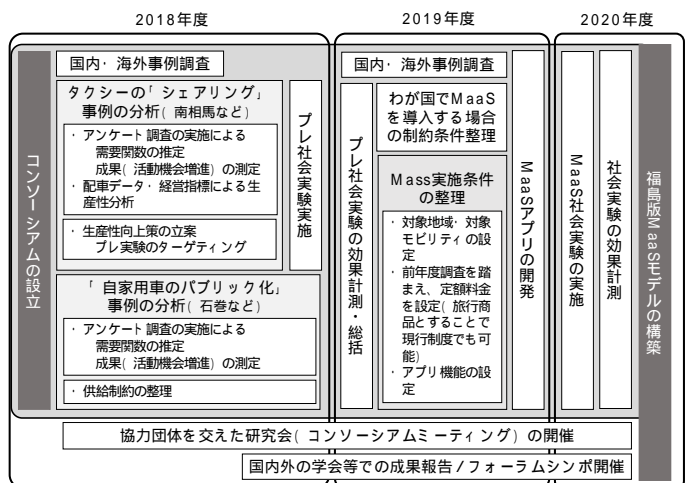 2018年度
2019年度
2020年度
コンソーシアムの設立
国内・海外事例調査
タクシーの「シェアリング」
事例の分析(南相馬など)
・アンケート調査の実施による
需要関数の推定
成果(活動機会増進)の測定
・配車データ・経営指標による生
産性分析
・生産性向上策の立案
プレ実験のターゲティング
「自家用車のパブリック化」
事例の分析(石巻など)
・アンケート調査の実施による
需要関数の推定
成果(活動機会増進)の測定
・供給制約の整理
プレ社会実験実施
国内・海外事例調査
プレ社会実験の効果計測・総括
わが国でMaaS
を導入する場合
の制約条件整理
Mass実施条件
の整理
・対象地域・対象
モビリティの設
定
・前年度調査を踏
まえ、定額料金
を設定(旅行商
品とすることで
現行制度でも可
能)
・アプリ機能の設
定
MaaSアプリの開発
MaaS社会実験の実施
社会実験の効果計測
福島版MaaSモデルの構築
協力団体を交えた研究会(コンソーシアムミーティング)の開催
国内外の学会等での成果報告/フォーラムシンポ開催